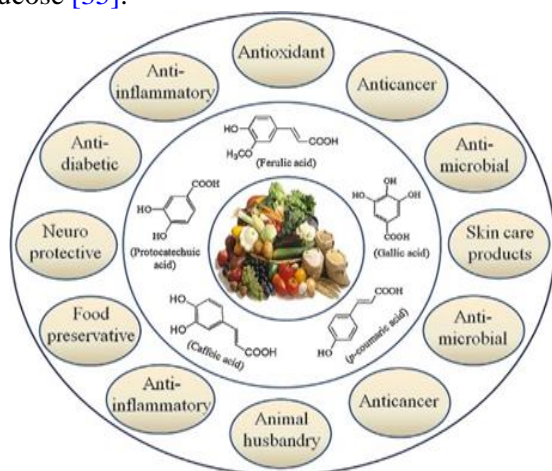 ucose [35].
Antioxidant
Anti-
inflammatory
Anticancer
Anti-
diabetic
Anti-
microbial
HO
H₃CO
COOH
(Ferulic acid)
COOH
HO
HO
(Protocatechuic
acid)
OH
HO
OH
COOH
(Gallic acid)
Neuro
protective
Skin care
products
HO
HO
COOH
(Caffeic acid)
COOH
HO
(p-coumaric acid)
Food
preservative
Anti-
microbial
Anti-
inflammatory
Anticancer
Animal
husbandry